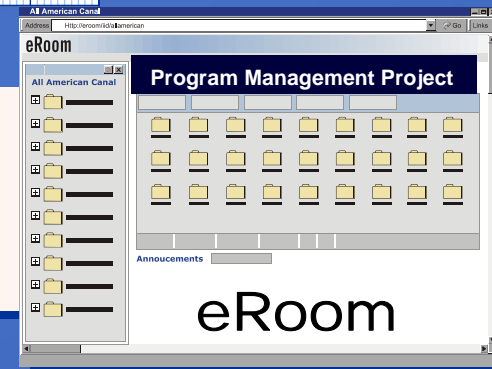 All American Canal
Address Http://eroom/iid/allamerican Go Links
eRoom
All American Canal
Program Management Project
Annoucements
eRoom